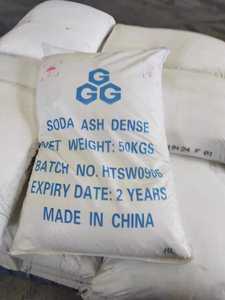 G
GGG
SODA ASH DENSE
NET WEIGHT: 50KGS
BATCH NO. HTSW0906
EXPIRY DATE: 2 YEARS
MADE IN CHINA